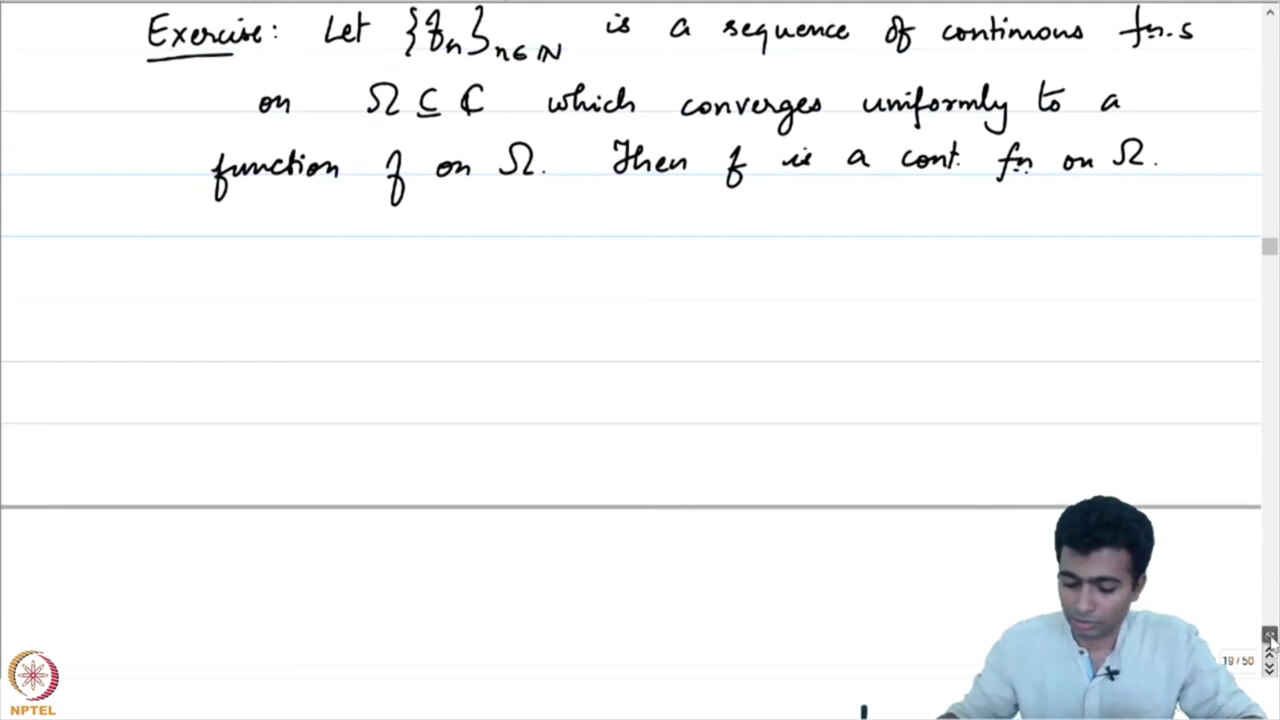 Exercise: Let {f_n}_{n∈ℕ} is a sequence of continuous fn.s
on Ω ⊆ ℂ which converges uniformly to a
function f on Ω. Then f is a cont. fn. on Ω.
19 / 50
NPTEL